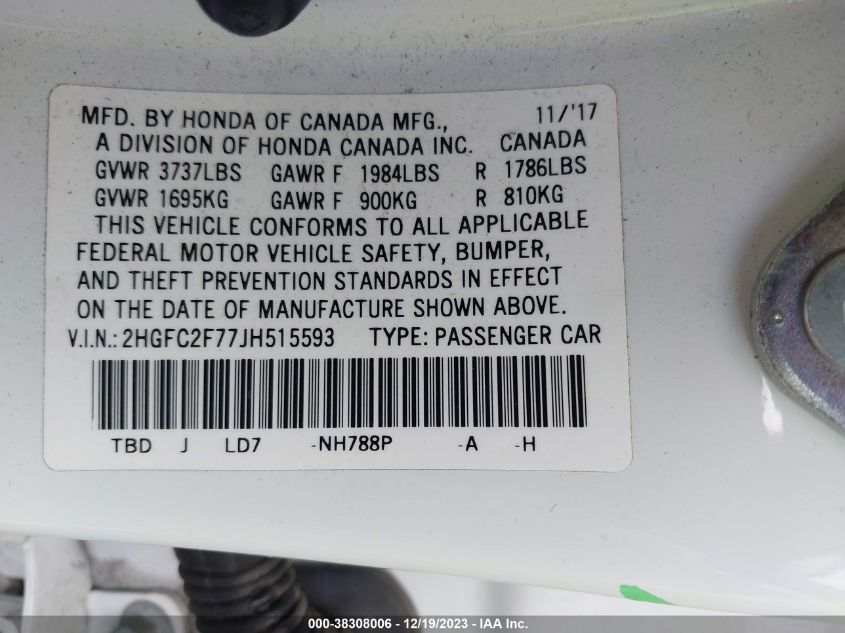 MFD. BY HONDA OF CANADA MFG., 11/'17
A DIVISION OF HONDA CANADA INC. CANADA
GVWR 3737LBS GAWR F 1984LBS R 1786LBS
GVWR 1695KG GAWR F 900KG R 810KG
THIS VEHICLE CONFORMS TO ALL APPLICABLE
FEDERAL MOTOR VEHICLE SAFETY, BUMPER,
AND THEFT PREVENTION STANDARDS IN EFFECT
ON THE DATE OF MANUFACTURE SHOWN ABOVE.
V.I.N.: 2HGFC2F77JH515593 TYPE: PASSENGER CAR
TBD J LD7 -NH788P -A -H
000-38308006 - 12/19/2023 - IAA Inc.